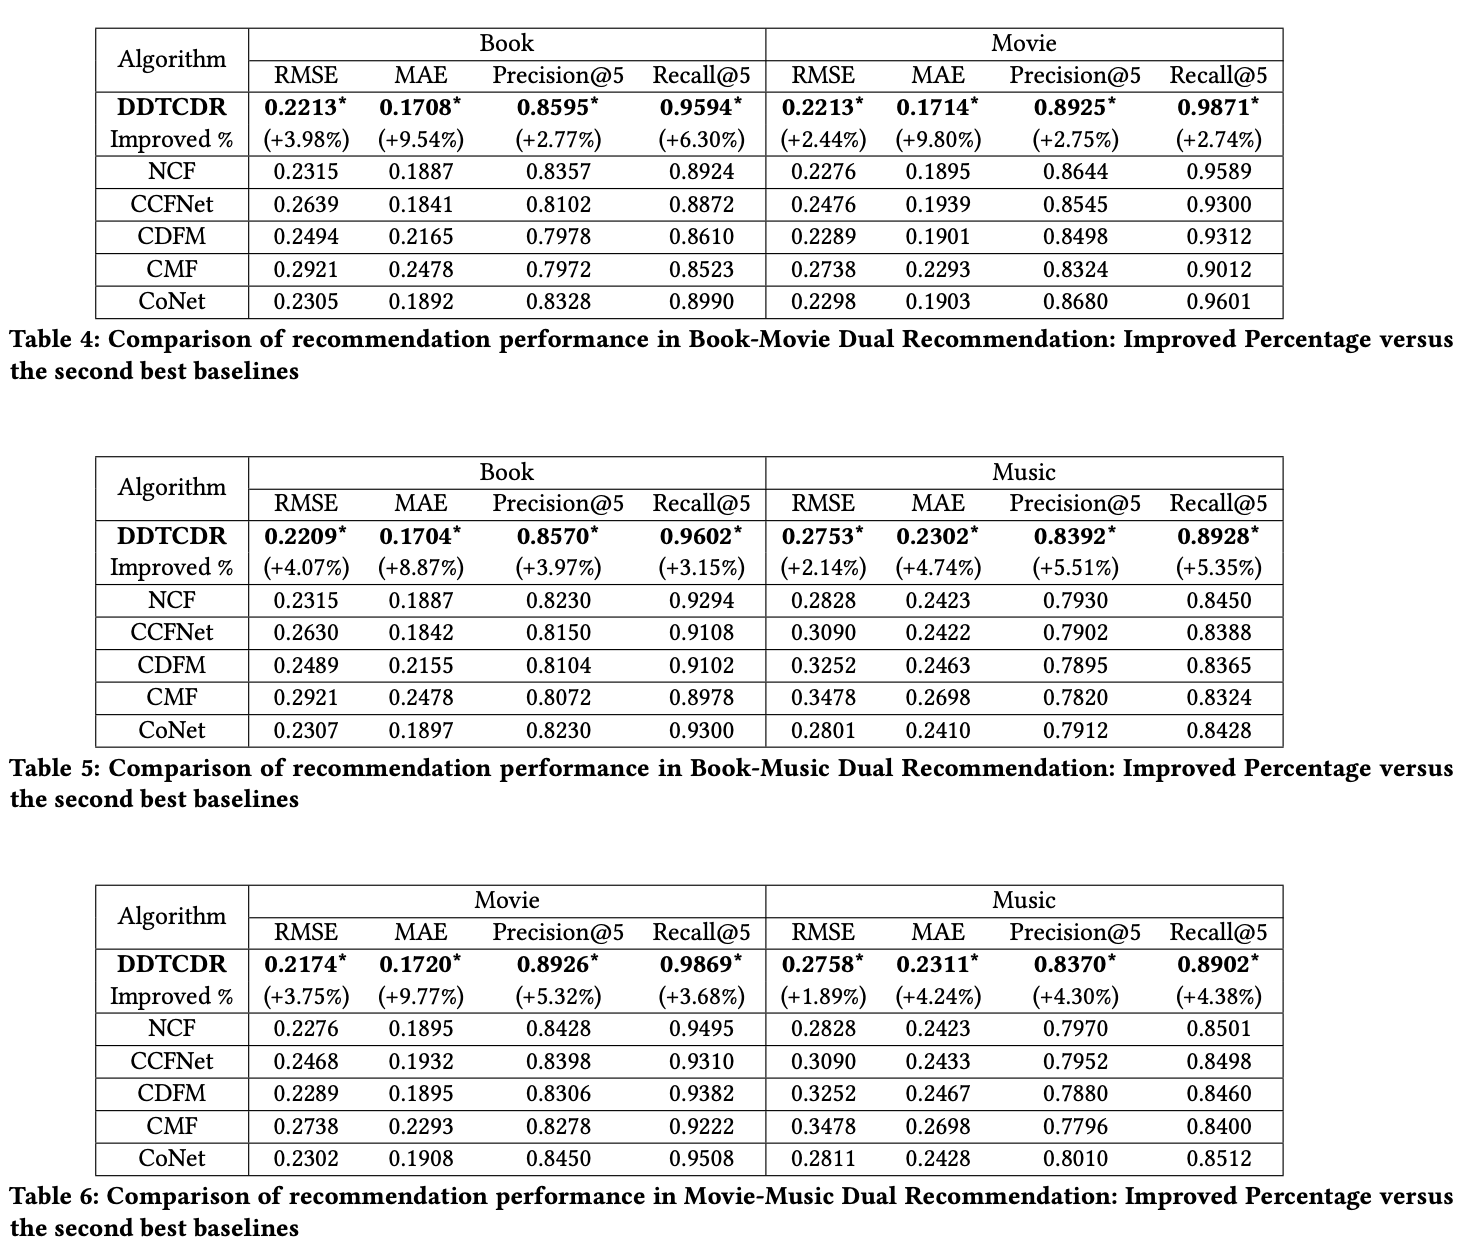 Algorithm Book Movie
RMSE MAE Precision@5 Recall@5 RMSE MAE Precision@5 Recall@5
DDTCDR 0.2213* 0.1708* 0.8595* 0.9594* 0.2213* 0.1714* 0.8925* 0.9871*
Improved % (+3.98%) (+9.54%) (+2.77%) (+6.30%) (+2.44%) (+9.80%) (+2.75%) (+2.74%)
NCF 0.2315 0.1887 0.8357 0.8924 0.2276 0.1895 0.8644 0.9589
CCFNet 0.2639 0.1841 0.8102 0.8872 0.2476 0.1939 0.8545 0.9300
CDFM 0.2494 0.2165 0.7978 0.8610 0.2289 0.1901 0.8498 0.9312
CMF 0.2921 0.2478 0.7972 0.8523 0.2738 0.2293 0.8324 0.9012
CoNet 0.2305 0.1892 0.8328 0.8990 0.2298 0.1903 0.8680 0.9601
Table 4: Comparison of recommendation performance in Book-Movie Dual Recommendation: Improved Percentage versus
the second best baselines
Algorithm Book Music
RMSE MAE Precision@5 Recall@5 RMSE MAE Precision@5 Recall@5
DDTCDR 0.2209* 0.1704* 0.8570* 0.9602* 0.2753* 0.2302* 0.8392* 0.8928*
Improved % (+4.07%) (+8.87%) (+3.97%) (+3.15%) (+2.14%) (+4.74%) (+5.51%) (+5.35%)
NCF 0.2315 0.1887 0.8230 0.9294 0.2828 0.2423 0.7930 0.8450
CCFNet 0.2630 0.1842 0.8150 0.9108 0.3090 0.2422 0.7902 0.8388
CDFM 0.2489 0.2155 0.8104 0.9102 0.3252 0.2463 0.7895 0.8365
CMF 0.2921 0.2478 0.8072 0.8978 0.3478 0.2698 0.7820 0.8324
CoNet 0.2307 0.1897 0.8230 0.9300 0.2801 0.2410 0.7912 0.8428
Table 5: Comparison of recommendation performance in Book-Music Dual Recommendation: Improved Percentage versus
the second best baselines
Algorithm Movie Music
RMSE MAE Precision@5 Recall@5 RMSE MAE Precision@5 Recall@5
DDTCDR 0.2174* 0.1720* 0.8926* 0.9869* 0.2758* 0.2311* 0.8370* 0.8902*
Improved % (+3.75%) (+9.77%) (+5.32%) (+3.68%) (+1.89%) (+4.24%) (+4.30%) (+4.38%)
NCF 0.2276 0.1895 0.8428 0.9495 0.2828 0.2423 0.7970 0.8501
CCFNet 0.2468 0.1932 0.8398 0.9310 0.3090 0.2433 0.7952 0.8498
CDFM 0.2289 0.1895 0.8306 0.9382 0.3252 0.2467 0.7880 0.8460
CMF 0.2738 0.2293 0.8278 0.9222 0.3478 0.2698 0.7796 0.8400
CoNet 0.2302 0.1908 0.8450 0.9508 0.2811 0.2428 0.8010 0.8512
Table 6: Comparison of recommendation performance in Movie-Music Dual Recommendation: Improved Percentage versus
the second best baselines